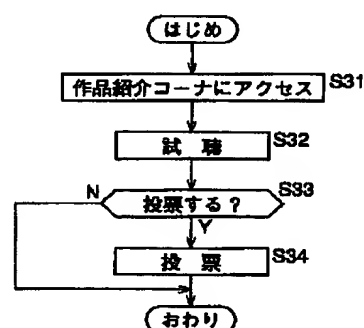 はじめ
作品紹介コーナにアクセス S31
試 聴 S32
投票する? S33
N
Y
投 票 S34
おわり